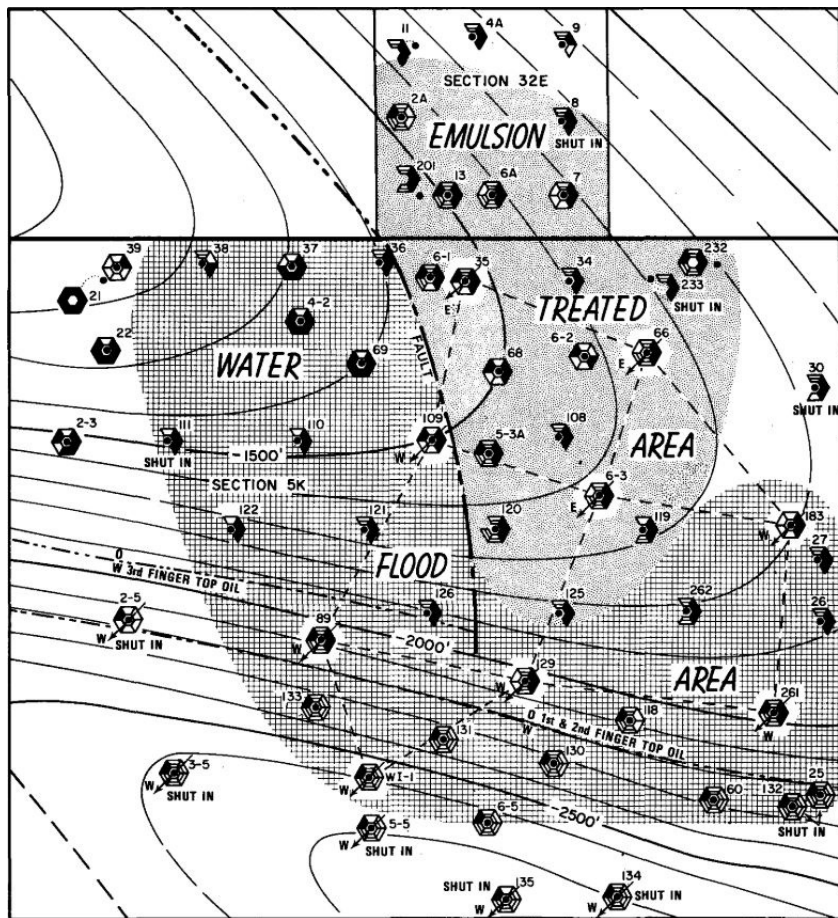 11
4A
9
SECTION 32E
2A
8
EMULSION
SHUT IN
201
13
6A
7
39
38
37
36
6-1
35
34
232
233
SHUT IN
21
E
TREATED
4-2
22
WATER
69
FAULT
68
6-2
66
E
30
SHUT IN
2-3
111
SHUT IN
110
109
W
5-3A
108
AREA
-1500'
SECTION 5K
6-3
E
122
121
120
119
183
W
27
O
W 3rd FINGER TOP OIL
FLOOD
2-5
W
SHUT IN
126
125
262
26
89
W
-2000'
129
W
AREA
133
118
261
W
O 1st & 2nd FINGER TOP OIL
W
131
130
3-5
W
SHUT IN
WI-1
W
60
132
25
SHUT IN
-2500'
5-5
W
SHUT IN
6-5
SHUT IN
135
W
134
SHUT IN
W